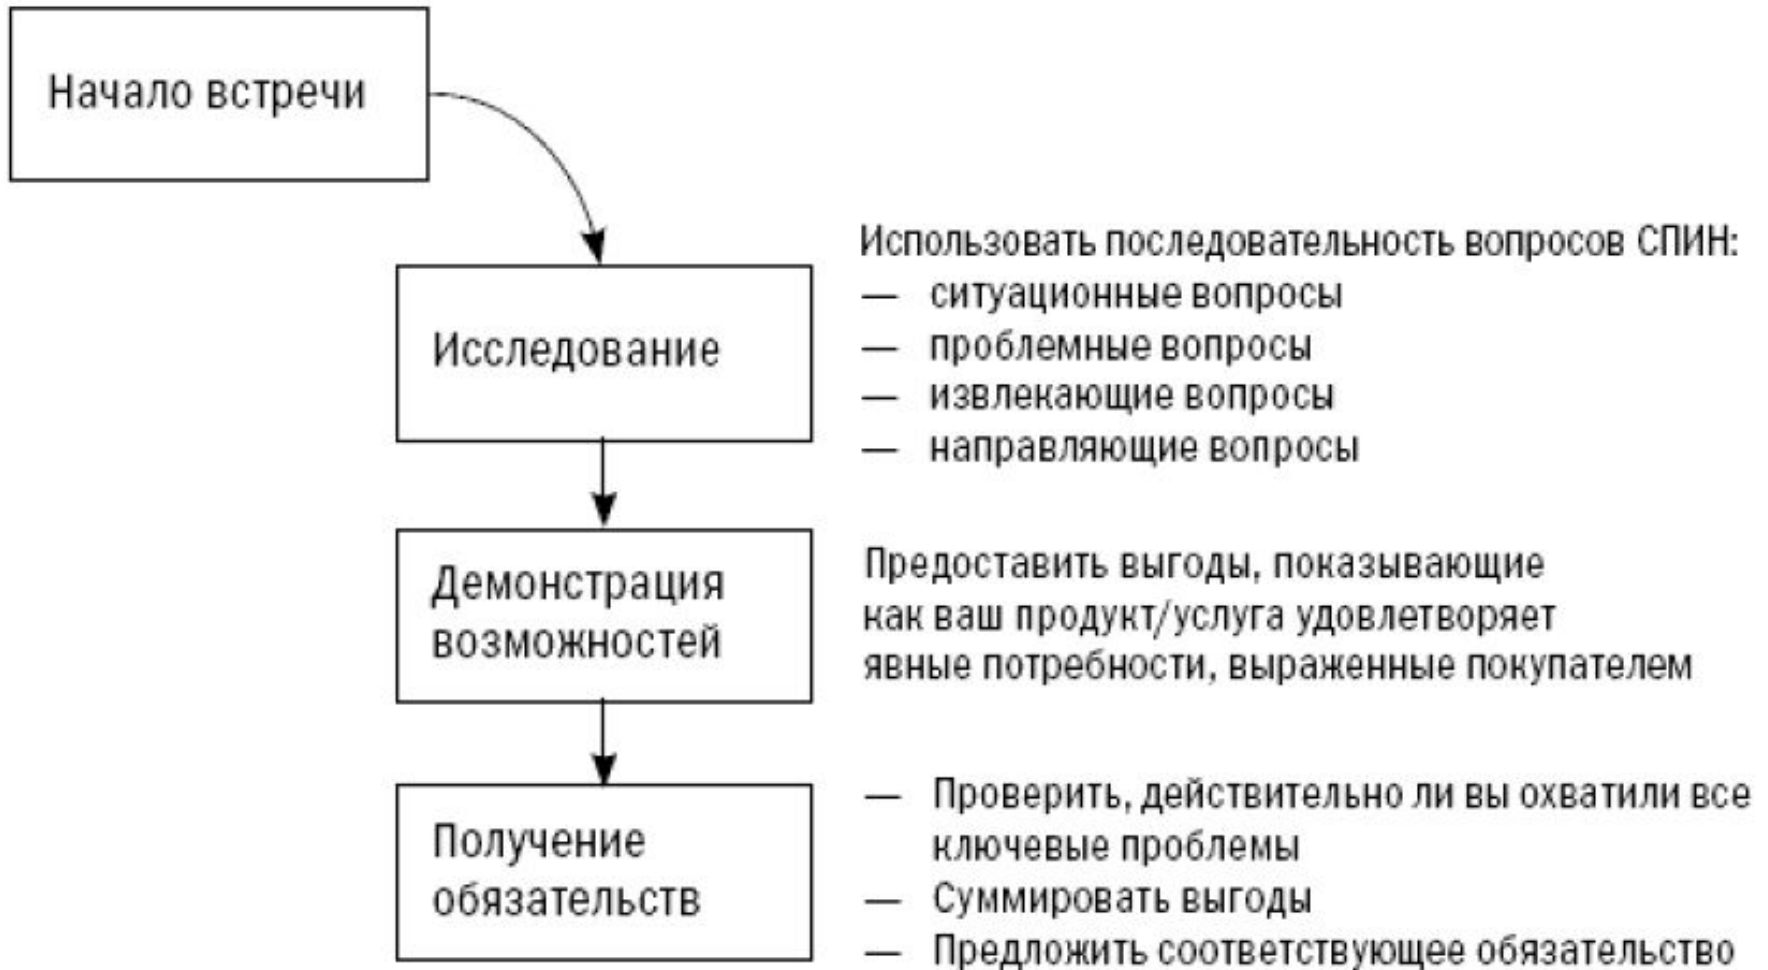 Начало встречи
Исследование
Использовать последовательность вопросов СПИН:
— ситуационные вопросы
— проблемные вопросы
— извлекающие вопросы
— направляющие вопросы
Демонстрация
возможностей
Предоставить выгоды, показывающие
как ваш продукт/услуга удовлетворяет
явные потребности, выраженные покупателем
Получение
обязательств
— Проверить, действительно ли вы охватили все
ключевые проблемы
— Суммировать выгоды
— Предложить соответствующее обязательство